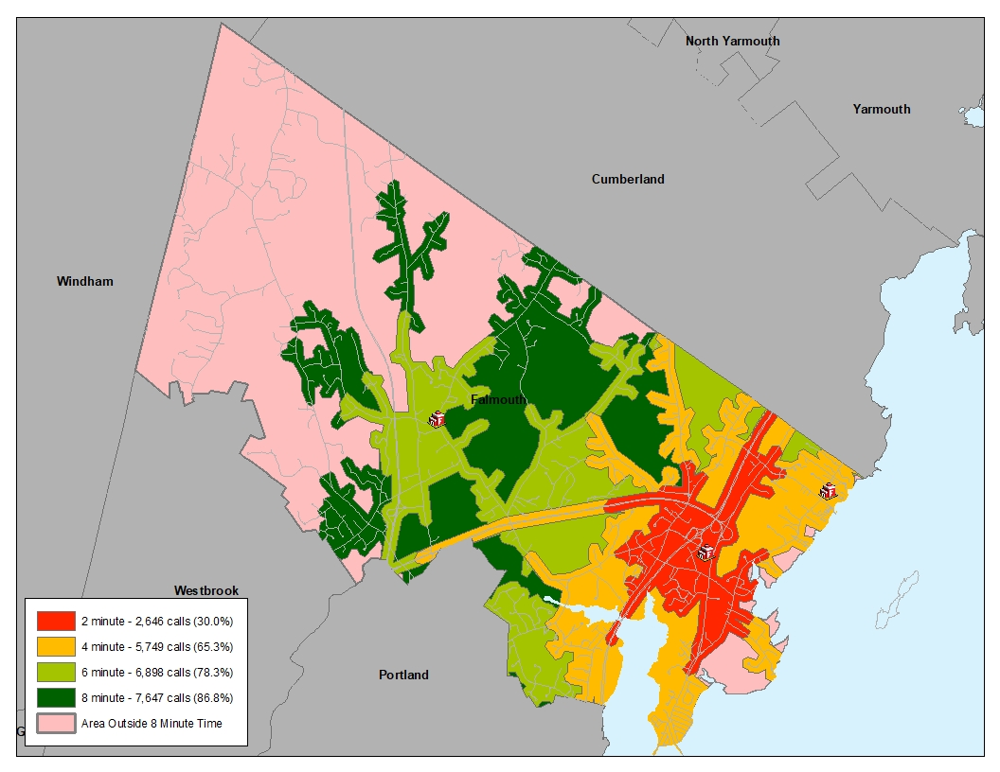 North Yarmouth
Yarmouth
Cumberland
Windham
Falmouth
Westbrook
Portland
G
2 minute - 2,646 calls (30.0%)
4 minute - 5,749 calls (65.3%)
6 minute - 6,898 calls (78.3%)
8 minute - 7,647 calls (86.8%)
Area Outside 8 Minute Time